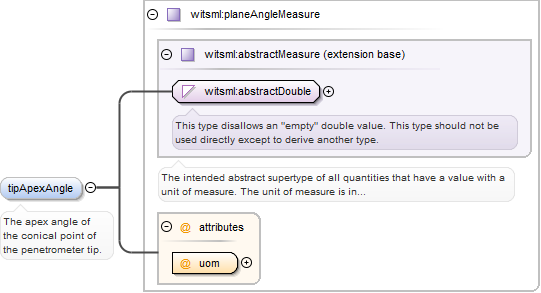 witsml:planeAngleMeasure
witsml:abstractMeasure (extension base)
witsml:abstractDouble
This type disallows an "empty" double value. This type should not be
used directly except to derive another type.
The intended abstract supertype of all quantities that have a value with a
unit of measure. The unit of measure is in...
tipApexAngle
The apex angle of
the conical point of
the penetrometer tip.
@ attributes
@ uom